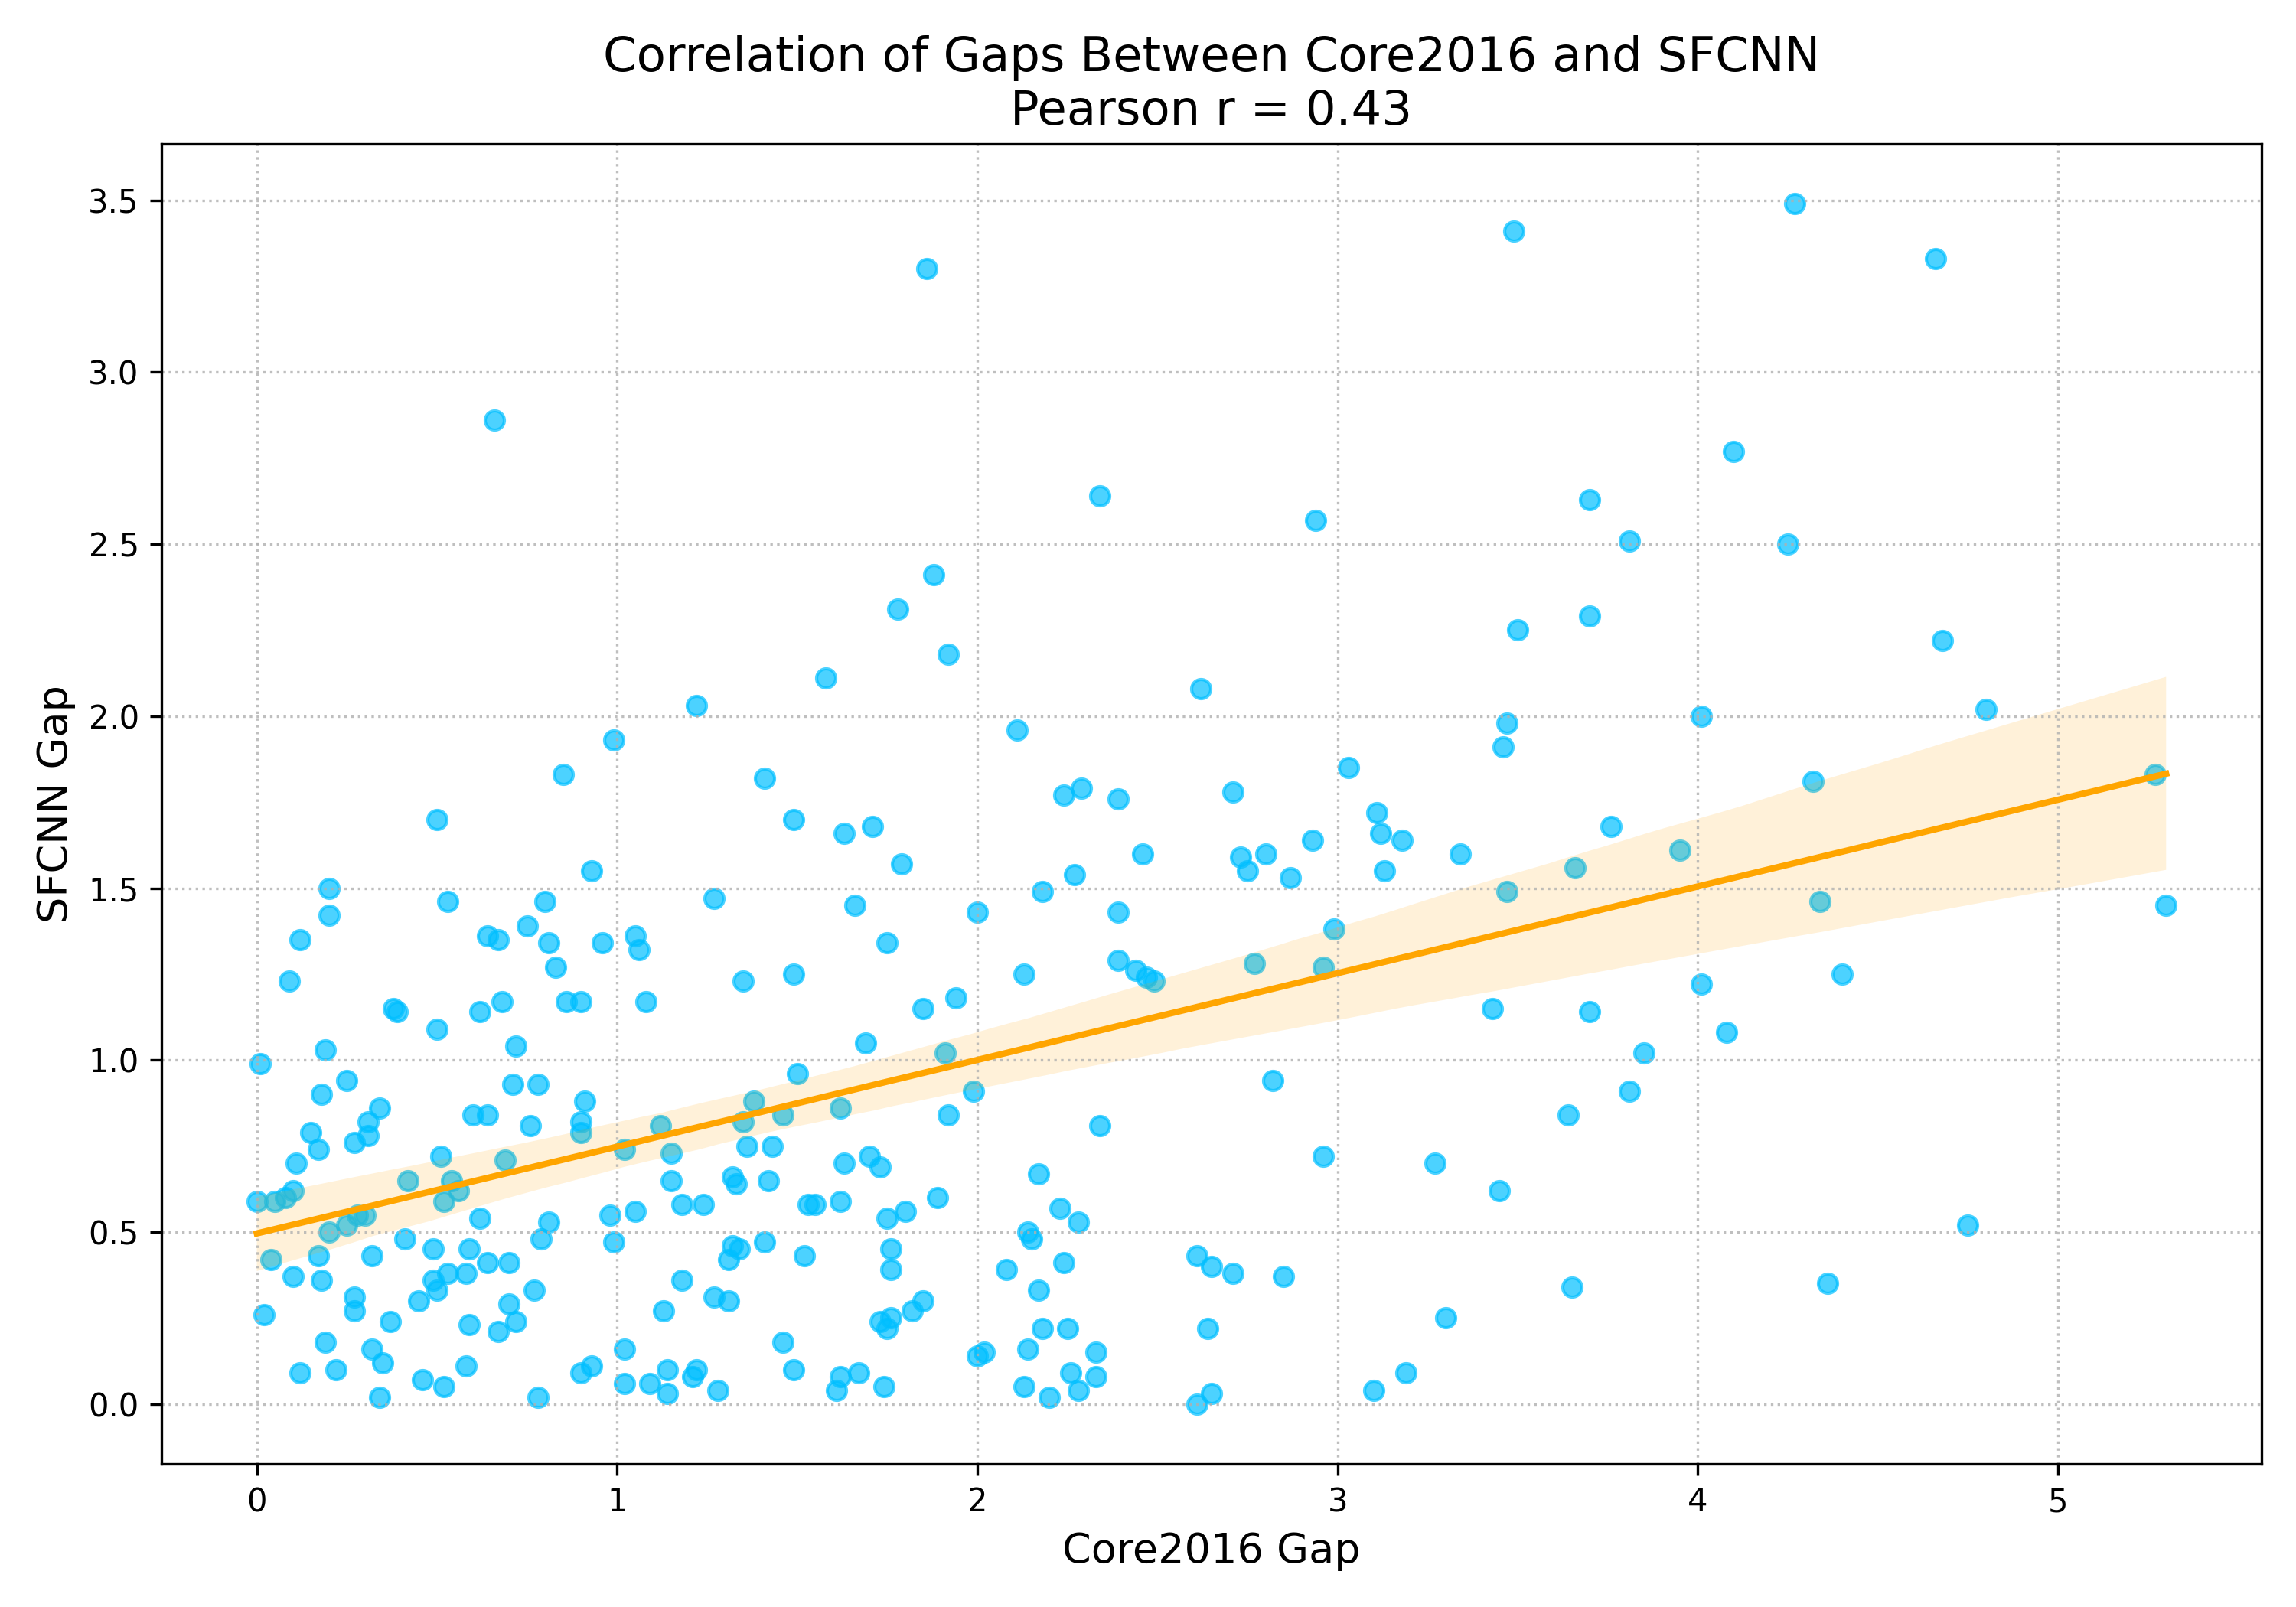 Correlation of Gaps Between Core2016 and SFCNN
Pearson r = 0.43
SFCNN Gap
3.5
3.0
2.5
2.0
1.5
1.0
0.5
0.0
0 1 2 3 4 5
Core2016 Gap